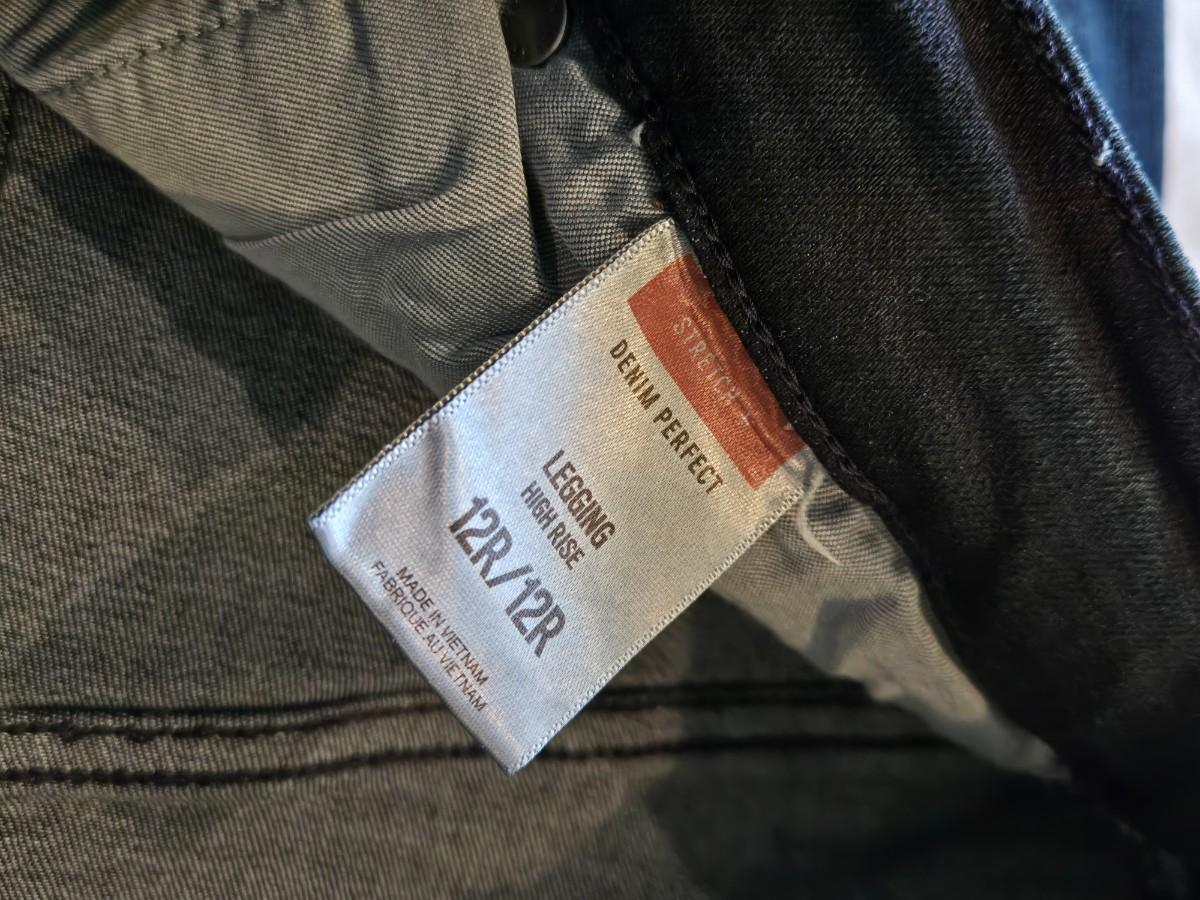 STRETCH
DENIM PERFECT
LEGGING
HIGH RISE
12R/12R
MADE IN VIETNAM
FABRIQUE AU VIETNAM